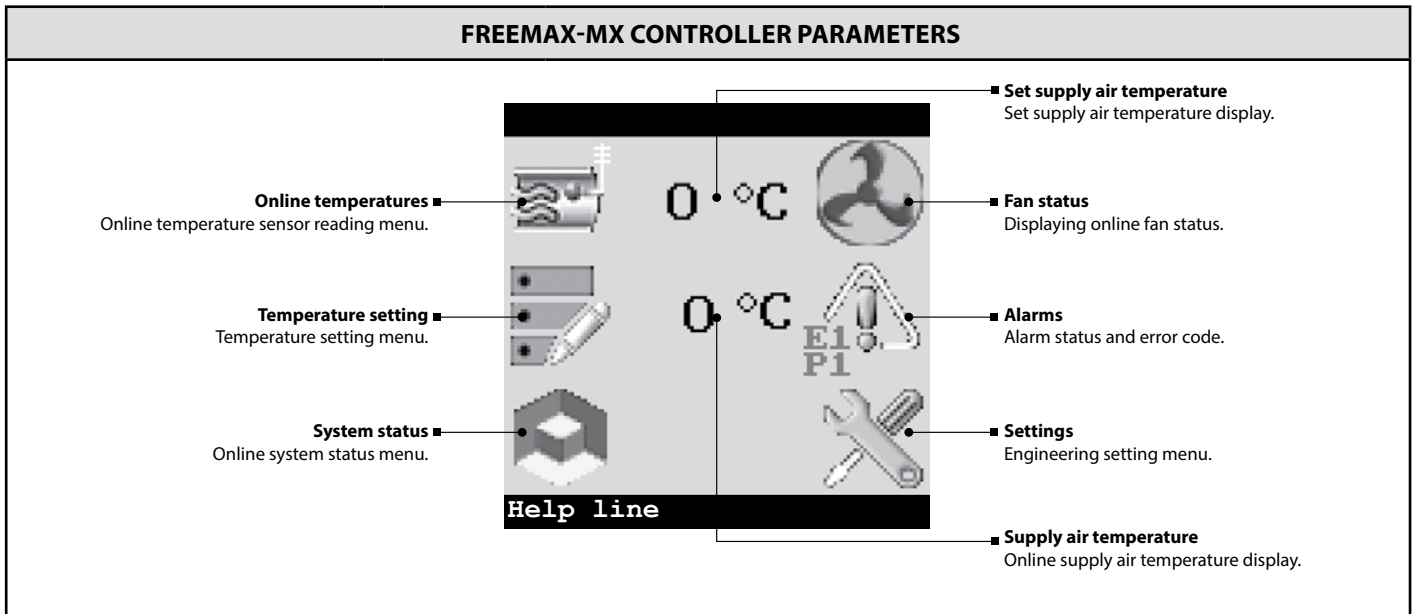 FREEMAX-MX CONTROLLER PARAMETERS
Set supply air temperature
Set supply air temperature display.
Online temperatures
Online temperature sensor reading menu.
0 °C
Fan status
Displaying online fan status.
Temperature setting
Temperature setting menu.
0 °C
E1
P1
Alarms
Alarm status and error code.
System status
Online system status menu.
Settings
Engineering setting menu.
Help line
Supply air temperature
Online supply air temperature display.